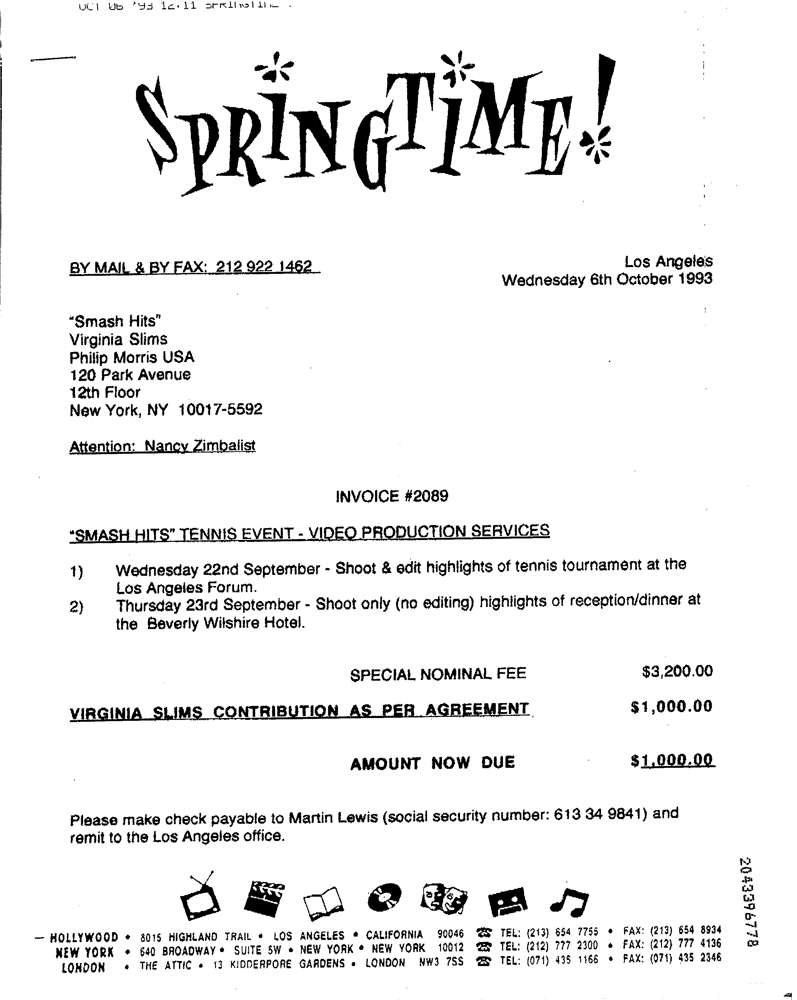 OCT 06 '93 12:11 SPRINGTIME
SPRINGTIME!
BY MAIL & BY FAX: 212 922 1462
Los Angeles
Wednesday 6th October 1993
"Smash Hits"
Virginia Slims
Philip Morris USA
120 Park Avenue
12th Floor
New York, NY 10017-5592
Attention: Nancy Zimbalist
INVOICE #2089
"SMASH HITS" TENNIS EVENT - VIDEO PRODUCTION SERVICES
1) Wednesday 22nd September - Shoot & edit highlights of tennis tournament at the
Los Angeles Forum.
2) Thursday 23rd September - Shoot only (no editing) highlights of reception/dinner at
the Beverly Wilshire Hotel.
SPECIAL NOMINAL FEE $3,200.00
VIRGINIA SLIMS CONTRIBUTION AS PER AGREEMENT $1,000.00
AMOUNT NOW DUE $1,000.00
Please make check payable to Martin Lewis (social security number: 613 34 9841) and
remit to the Los Angeles office.
2043396778
HOLLYWOOD • 8015 HIGHLAND TRAIL • LOS ANGELES • CALIFORNIA 90046 ☎ TEL: (213) 654 7755 • FAX: (213) 654 8934
NEW YORK • 640 BROADWAY • SUITE 5W • NEW YORK • NEW YORK 10012 ☎ TEL: (212) 777 2300 • FAX: (212) 777 4136
LONDON • THE ATTIC • 13 KIDDERPORE GARDENS • LONDON NW3 7SS ☎ TEL: (071) 435 1166 • FAX: (071) 435 2346